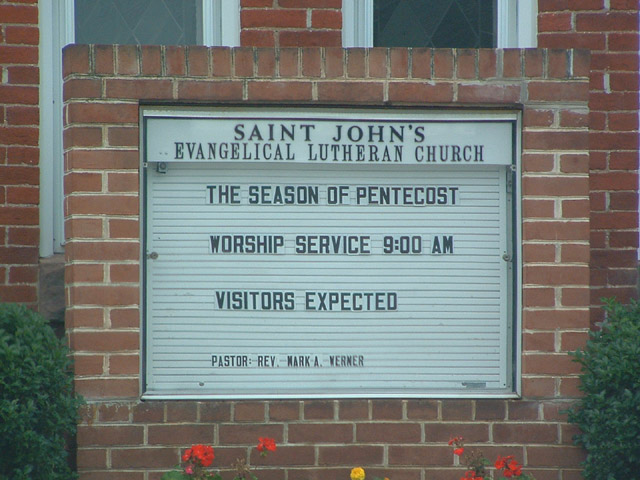 SAINT JOHN'S
EVANGELICAL LUTHERAN CHURCH
THE SEASON OF PENTECOST
WORSHIP SERVICE 9:00 AM
VISITORS EXPECTED
PASTOR: REV. MARK A. WERNER